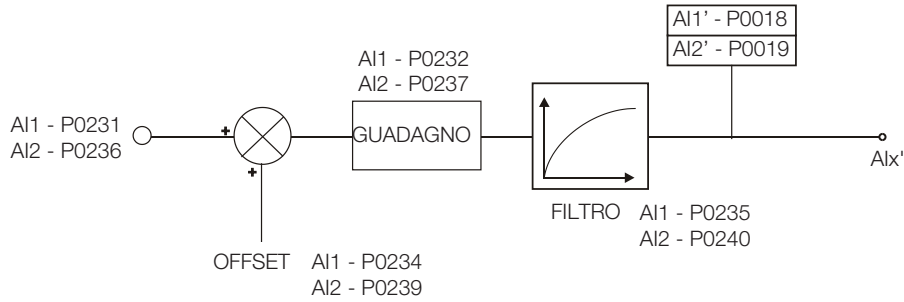 AI1' - P0018
AI2' - P0019
AI1 - P0232
AI2 - P0237
AI1 - P0231
AI2 - P0236
GUADAGNO
AIx'
FILTRO
AI1 - P0235
AI2 - P0240
OFFSET
AI1 - P0234
AI2 - P0239